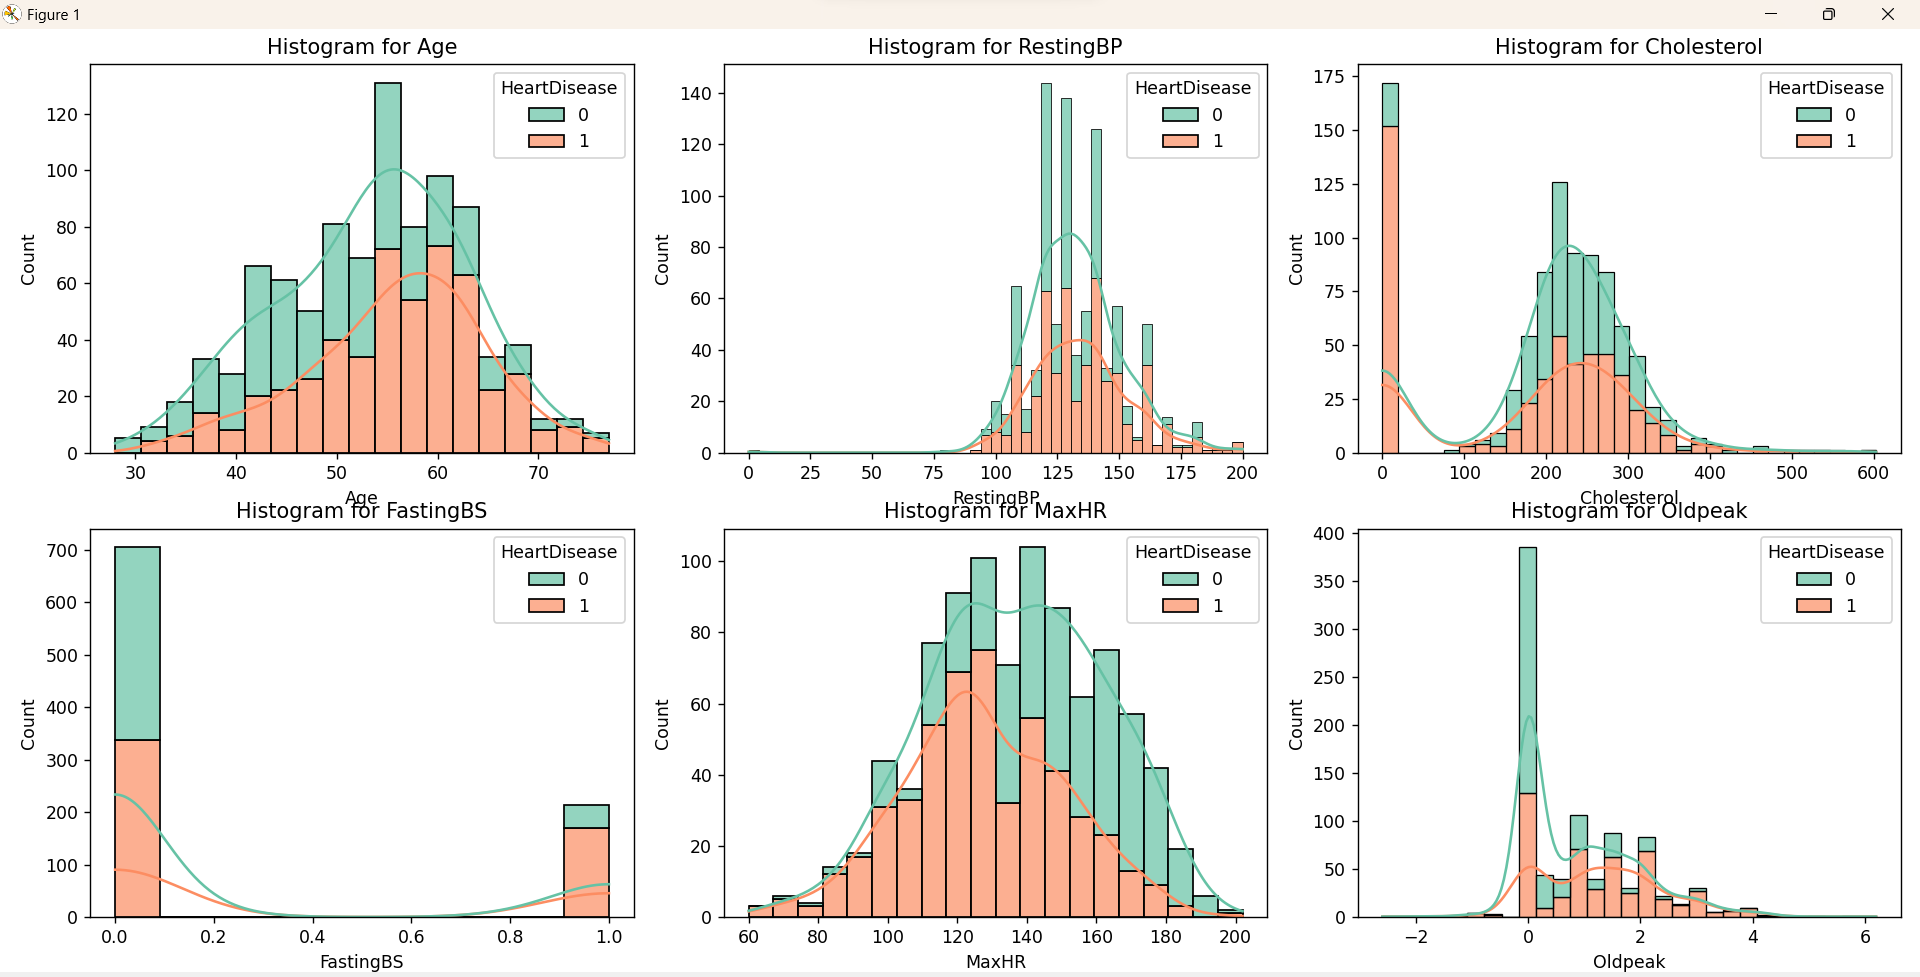 Figure 1
Histogram for Age
Count
120
100
80
60
40
20
0
HeartDisease
0
1
30 40 50 60 70
Age
Histogram for RestingBP
Count
140
120
100
80
60
40
20
0
HeartDisease
0
1
0 25 50 75 100 125 150 175 200
RestingBP
Histogram for Cholesterol
Count
175
150
125
100
75
50
25
0
HeartDisease
0
1
0 100 200 300 400 500 600
Cholesterol
Histogram for FastingBS
Count
700
600
500
400
300
200
100
0
HeartDisease
0
1
0.0 0.2 0.4 0.6 0.8 1.0
FastingBS
Histogram for MaxHR
Count
100
80
60
40
20
0
HeartDisease
0
1
60 80 100 120 140 160 180 200
MaxHR
Histogram for Oldpeak
Count
400
350
300
250
200
150
100
50
0
HeartDisease
0
1
−2 0 2 4 6
Oldpeak